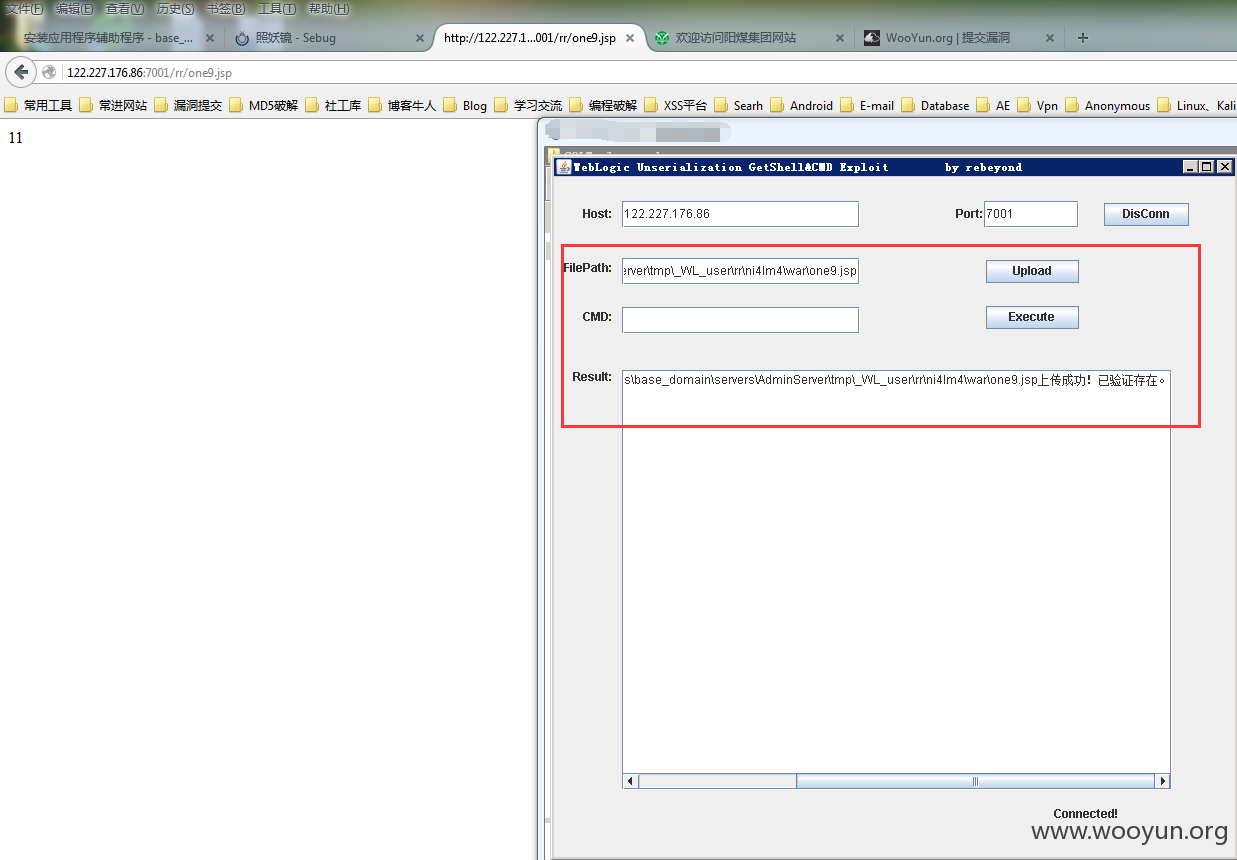 文件(F) 编辑(E) 查看(V) 历史(S) 书签(B) 工具(T) 帮助(H)
安装应用程序辅助程序 - base_... 照妖镜 - Sebug http://122.227.1...001/rr/one9.jsp 欢迎访问阳煤集团网站 WooYun.org | 提交漏洞
122.227.176.86:7001/rr/one9.jsp
常用工具 常进网站 漏洞提交 MD5破解 社工库 博客牛人 Blog 学习交流 编程破解 XSS平台 Searh Android E-mail Database AE Vpn Anonymous Linux、Kali
11
WebLogic Unserialization GetShell&CMD Exploit by rebeyond
Host: 122.227.176.86 Port: 7001 DisConn
FilePath: erver\tmp\_WL_user\rr\ni4lm4\war\one9.jsp Upload
CMD: Execute
Result: s\base_domain\servers\AdminServer\tmp\_WL_user\rr\ni4lm4\war\one9.jsp上传成功！已验证存在。
Connected!
www.wooyun.org